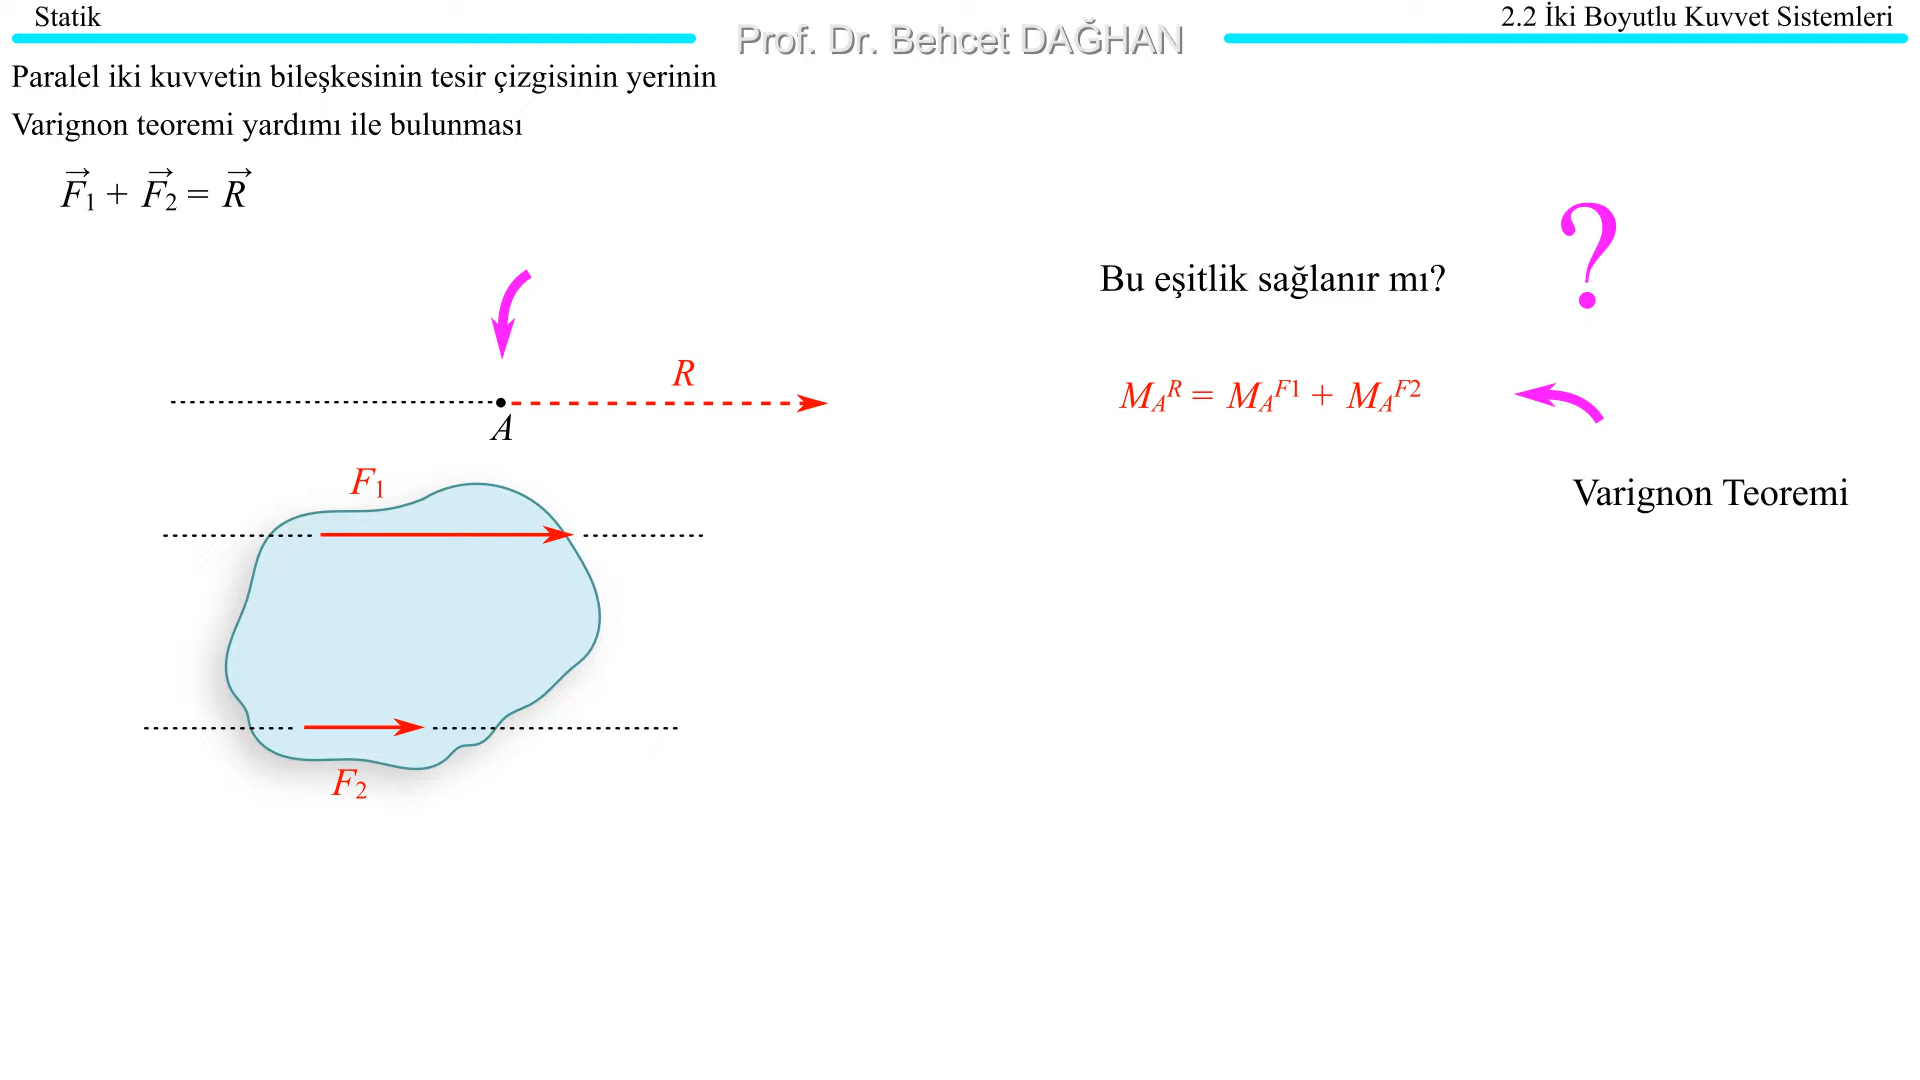 Statik
Prof. Dr. Behcet DAĞHAN
2.2 İki Boyutlu Kuvvet Sistemleri
Paralel iki kuvvetin bileşkesinin tesir çizgisinin yerinin
Varignon teoremi yardımı ile bulunması
F⃗₁ + F⃗₂ = R⃗
Bu eşitlik sağlanır mı?
?
R
A
M_A^R = M_A^F1 + M_A^F2
F₁
Varignon Teoremi
F₂